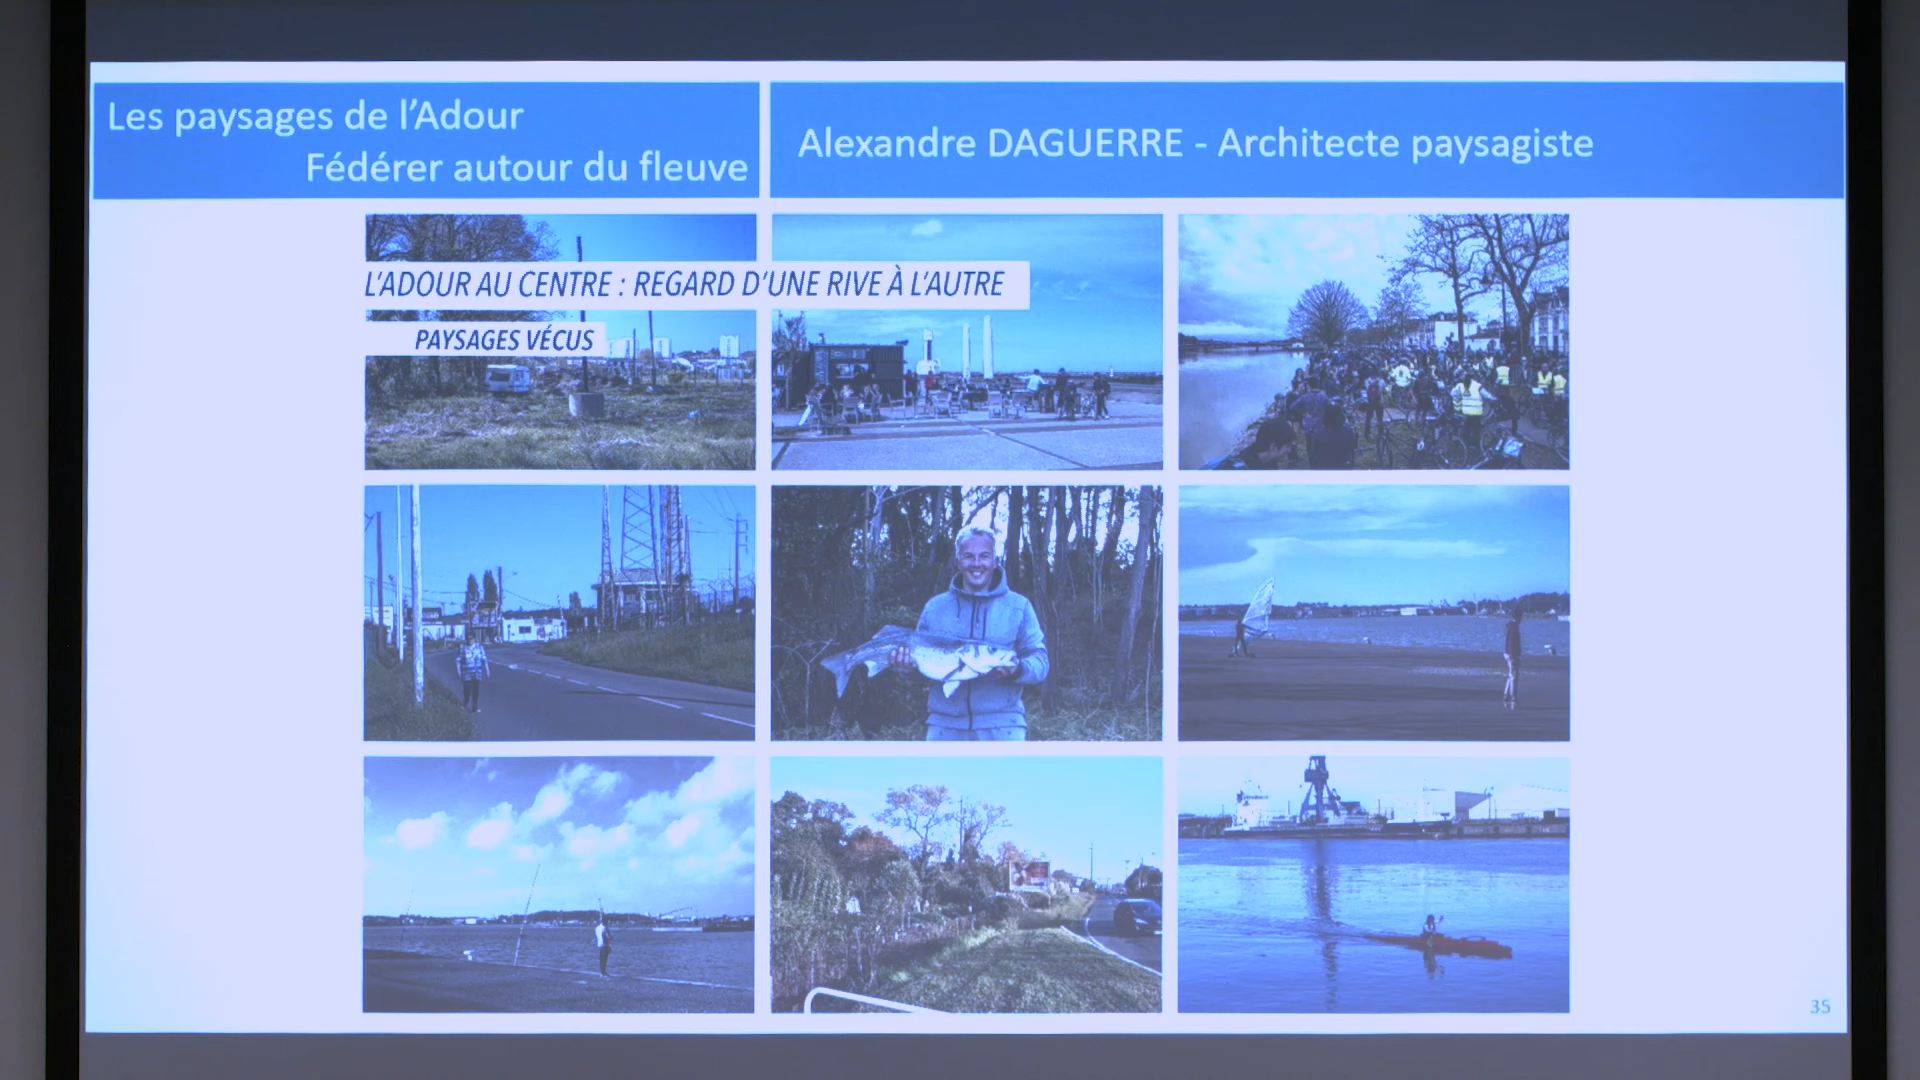 Les paysages de l'Adour
Fédérer autour du fleuve
Alexandre DAGUERRE - Architecte paysagiste
L'ADOUR AU CENTRE : REGARD D'UNE RIVE À L'AUTRE
PAYSAGES VÉCUS
35